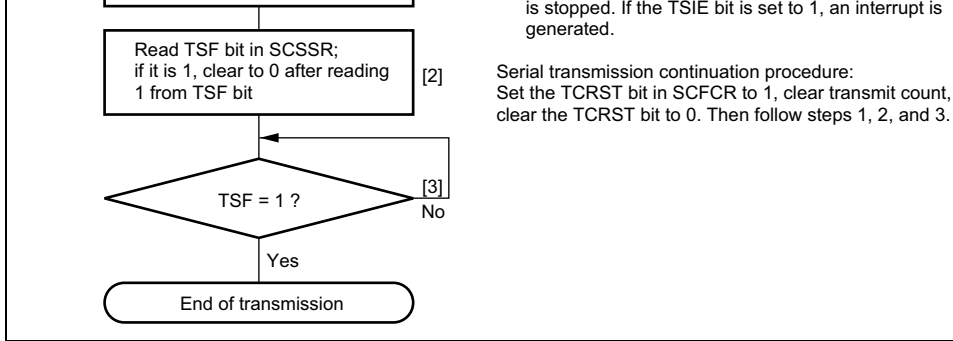 is stopped. If the TSIE bit is set to 1, an interrupt is
generated.
Read TSF bit in SCSSR;
if it is 1, clear to 0 after reading
1 from TSF bit
[2]
Serial transmission continuation procedure:
Set the TCRST bit in SCFCR to 1, clear transmit count,
clear the TCRST bit to 0. Then follow steps 1, 2, and 3.
TSF = 1 ?
[3]
No
Yes
End of transmission